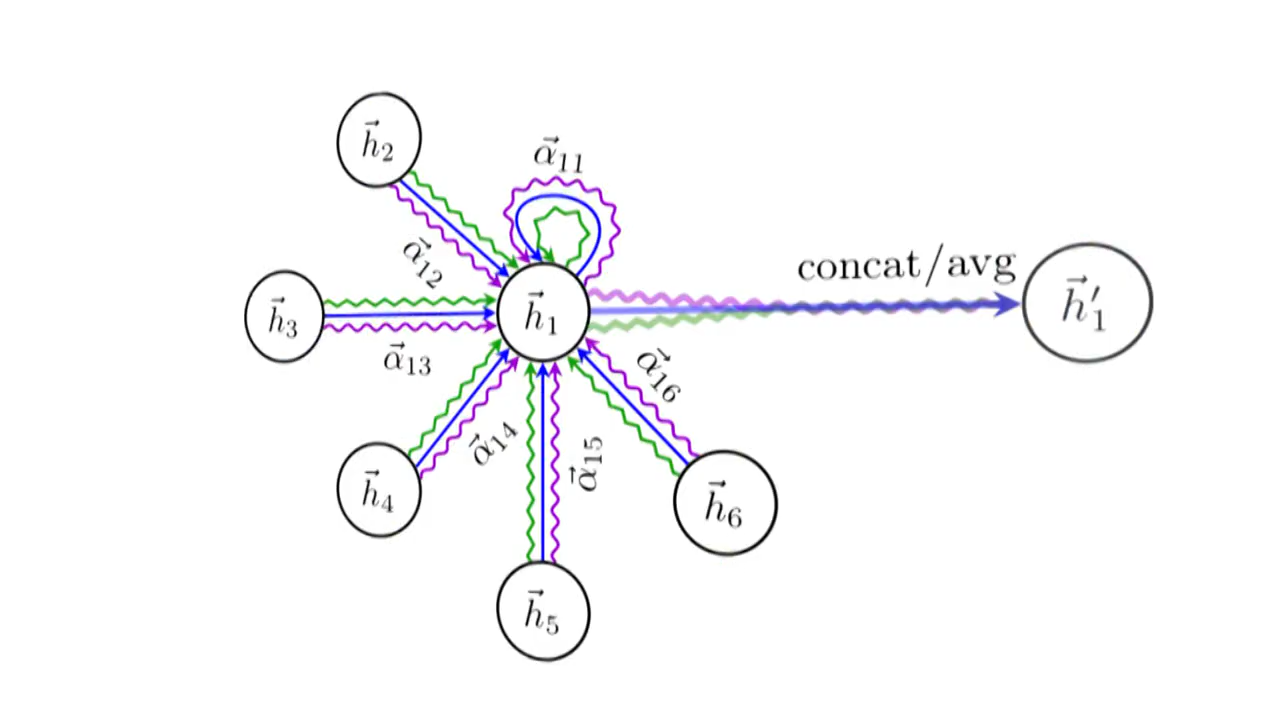 h⃗₂
α⃗₁₁
α⃗₁₂
concat/avg
h⃗₃
h⃗₁
h⃗′₁
α⃗₁₃
α⃗₁₆
α⃗₁₄
α⃗₁₅
h⃗₄
h⃗₆
h⃗₅